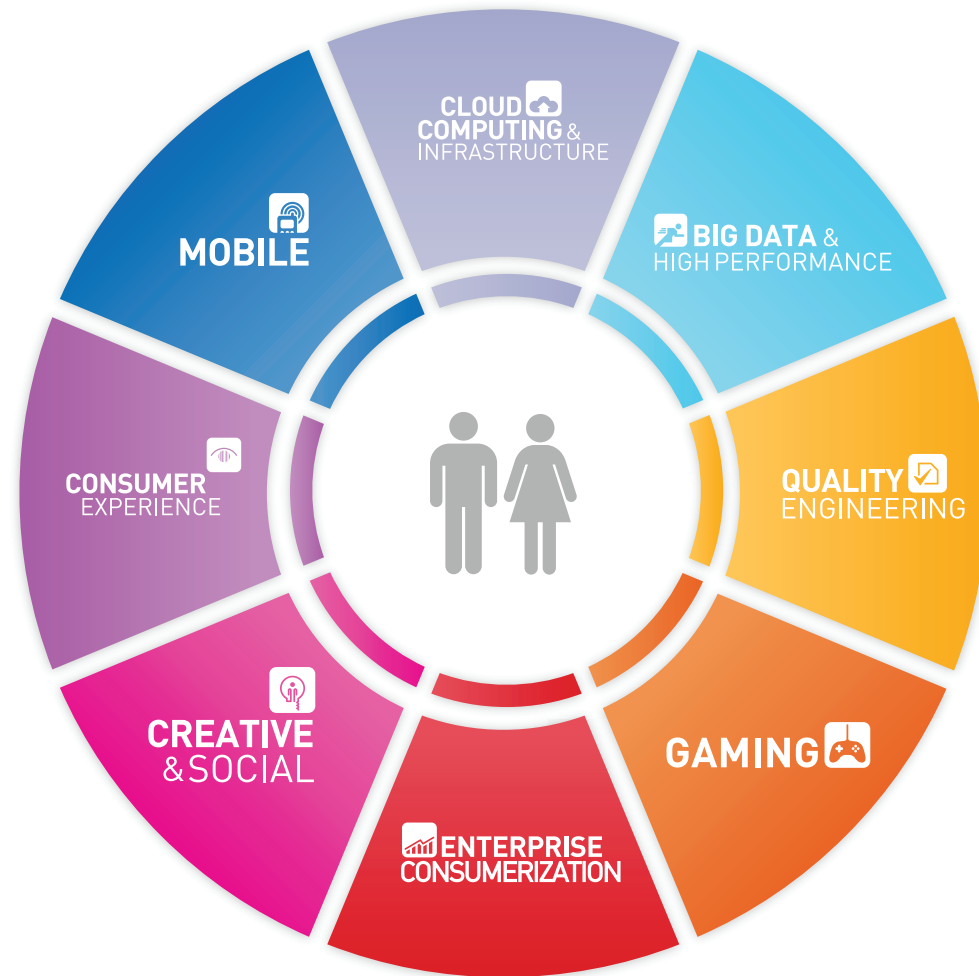 CLOUD
COMPUTING &
INFRASTRUCTURE
BIG DATA &
HIGH PERFORMANCE
QUALITY
ENGINEERING
GAMING
ENTERPRISE
CONSUMERIZATION
CREATIVE
& SOCIAL
CONSUMER
EXPERIENCE
MOBILE